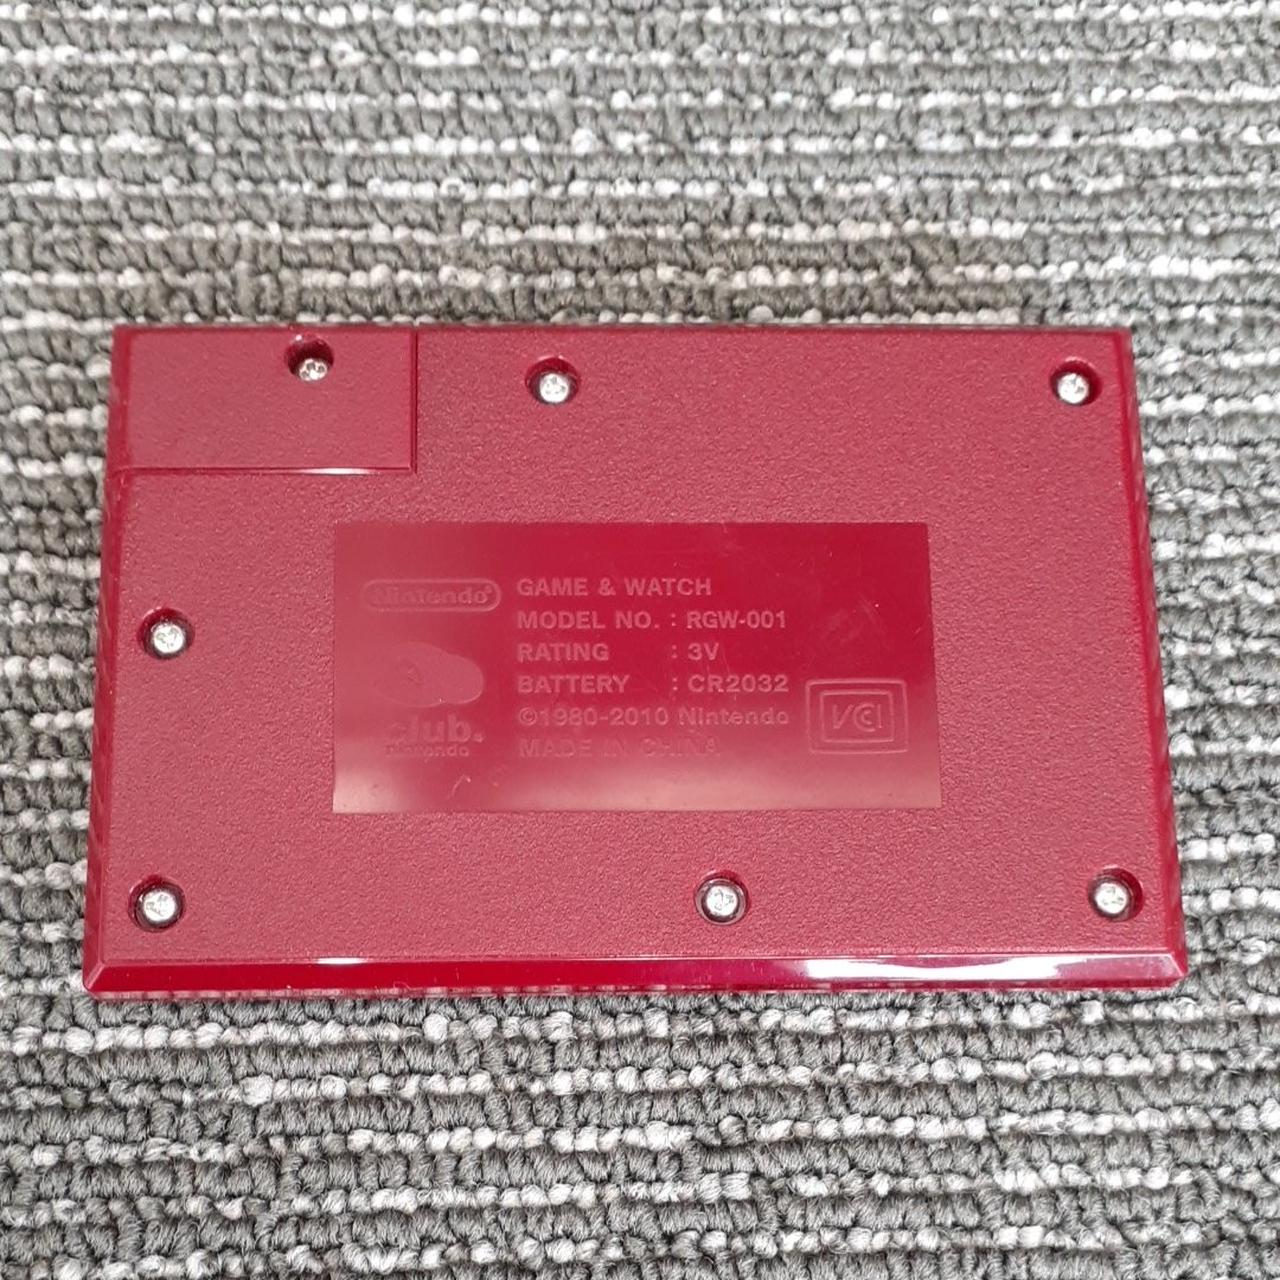 Nintendo®
GAME & WATCH
MODEL NO. : RGW-001
RATING : 3V
BATTERY : CR2032
©1980-2010 Nintendo
MADE IN CHINA
club.
nintendo
VCI